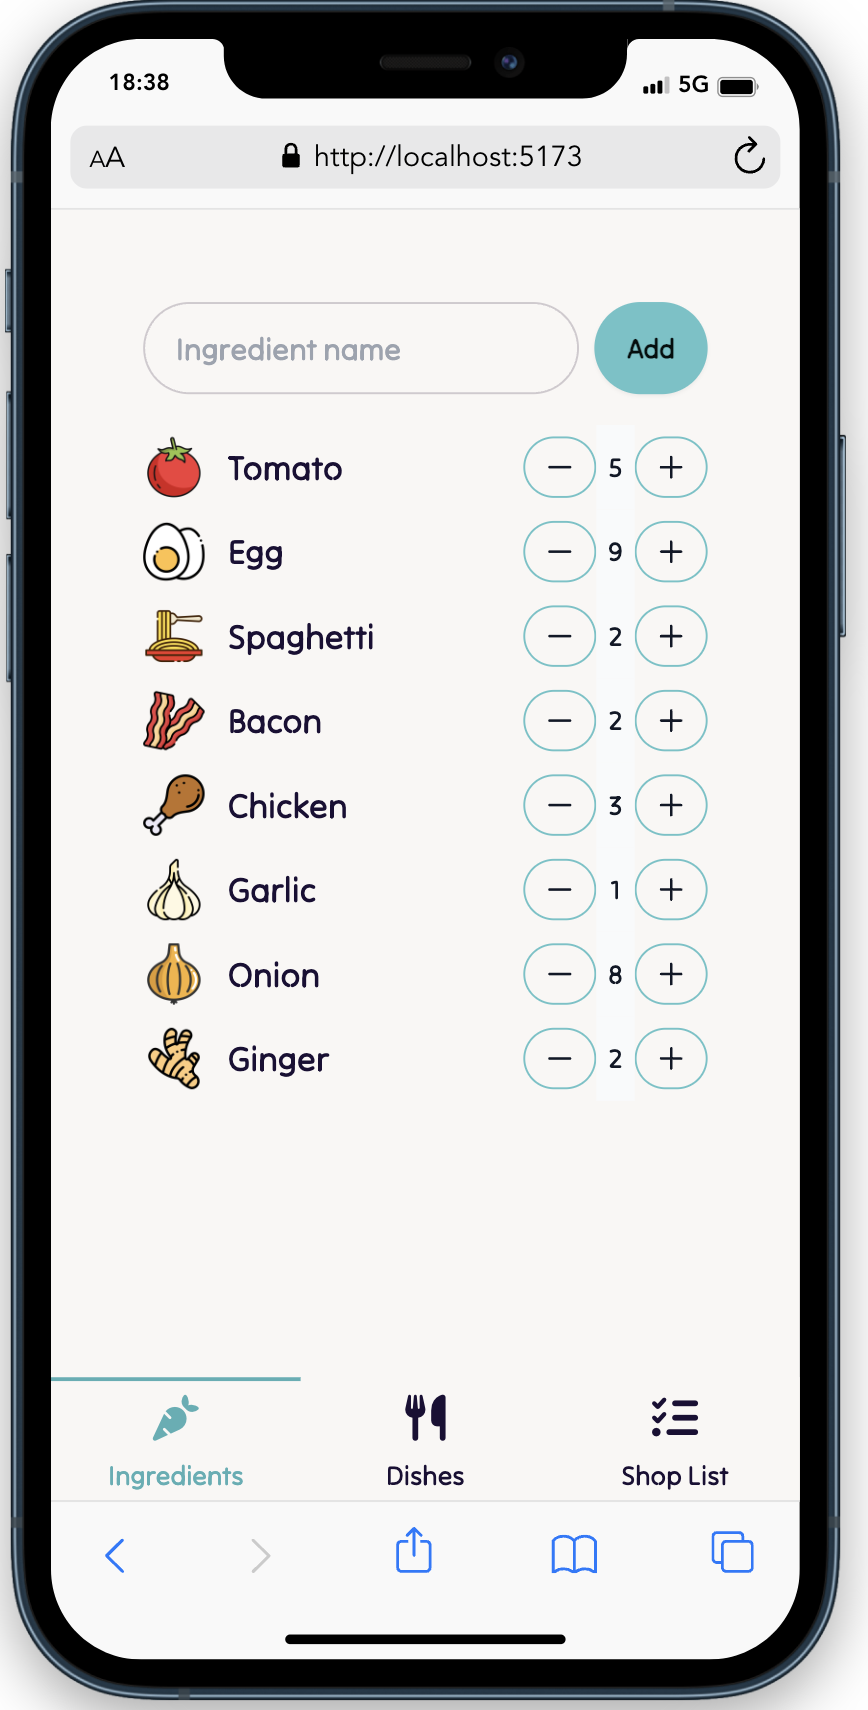 18:38 5G
AA http://localhost:5173
Ingredient name Add
Tomato − 5 +
Egg − 9 +
Spaghetti − 2 +
Bacon − 2 +
Chicken − 3 +
Garlic − 1 +
Onion − 8 +
Ginger − 2 +
Ingredients Dishes Shop List